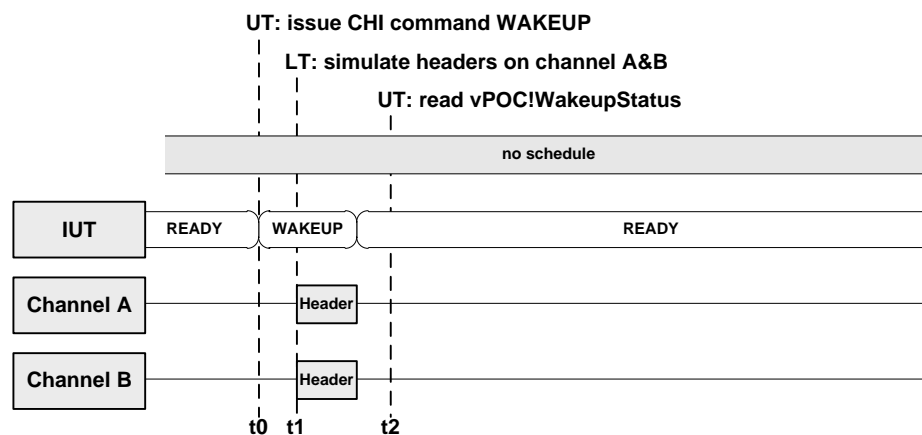 UT: issue CHI command WAKEUP
LT: simulate headers on channel A&B
UT: read vPOC!WakeupStatus
no schedule
IUT READY WAKEUP READY
Channel A Header
Channel B Header
t0 t1 t2